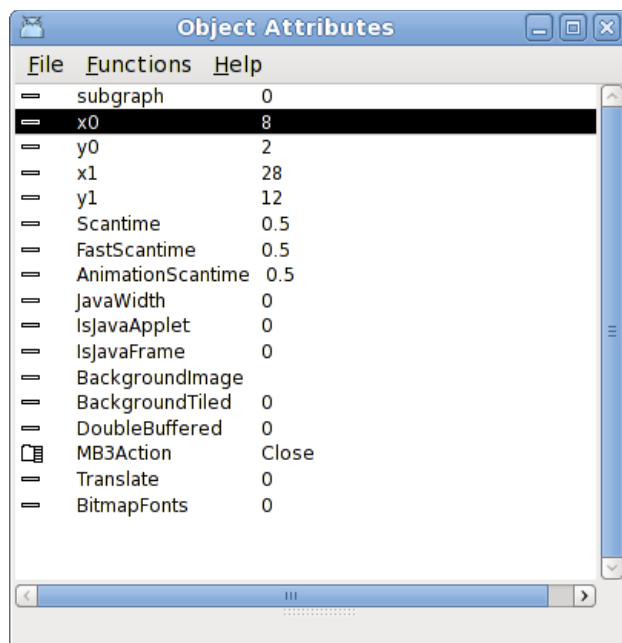 Object Attributes
File Functions Help
subgraph 0
x0 8
y0 2
x1 28
y1 12
Scantime 0.5
FastScantime 0.5
AnimationScantime 0.5
JavaWidth 0
IsJavaApplet 0
IsJavaFrame 0
BackgroundImage
BackgroundTiled 0
DoubleBuffered 0
MB3Action Close
Translate 0
BitmapFonts 0